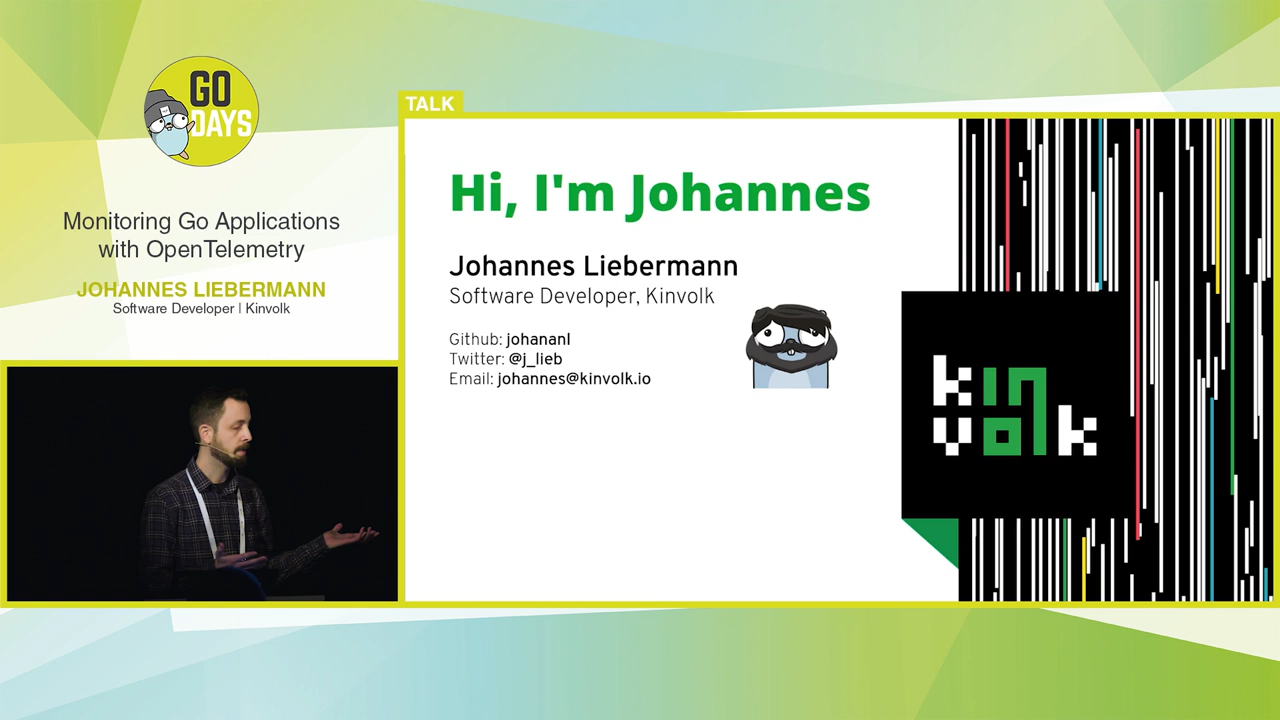 GO
DAYS
Monitoring Go Applications
with OpenTelemetry
JOHANNES LIEBERMANN
Software Developer | Kinvolk
TALK
Hi, I'm Johannes
Johannes Liebermann
Software Developer, Kinvolk
Github: johananl
Twitter: @j_lieb
Email: johannes@kinvolk.io
kin
volk